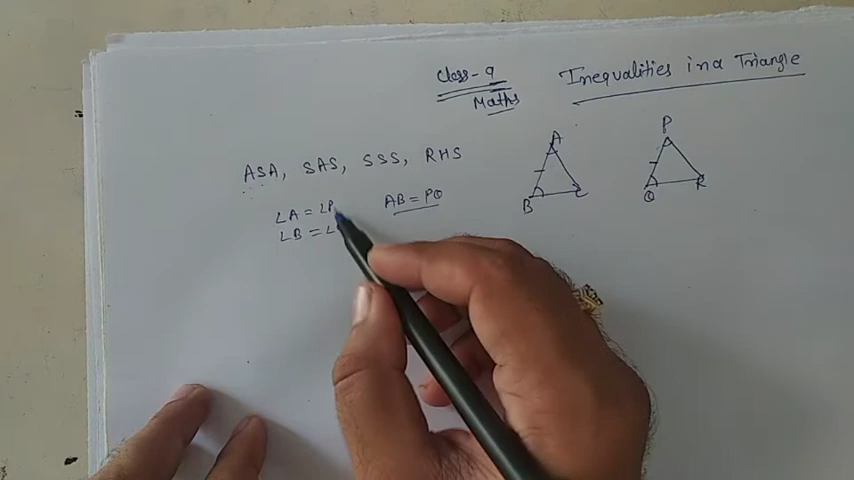 Class-9
Maths
Inequalities in a Triangle
ASA, SAS, SSS, RHS
∠A = ∠P
∠B = ∠
AB = PQ
A
B
C
P
Q
R